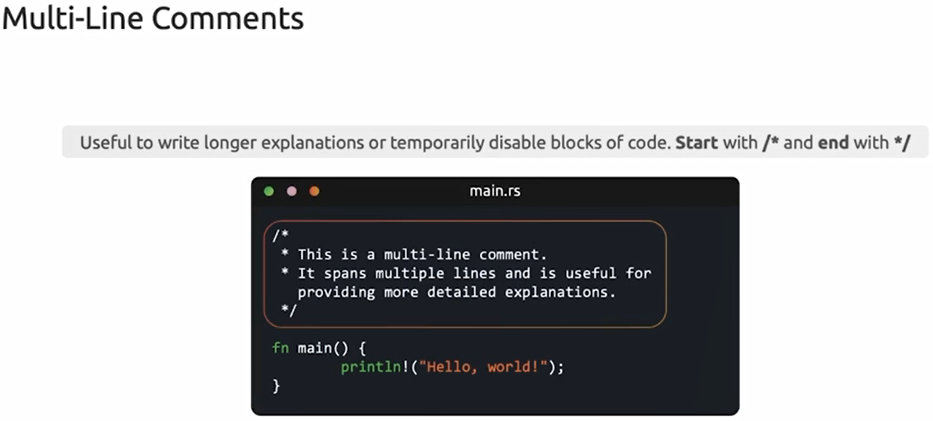 Multi-Line Comments
Useful to write longer explanations or temporarily disable blocks of code. Start with /* and end with */
main.rs
/*
 * This is a multi-line comment.
 * It spans multiple lines and is useful for
   providing more detailed explanations.
 */
fn main() {
        println!("Hello, world!");
}